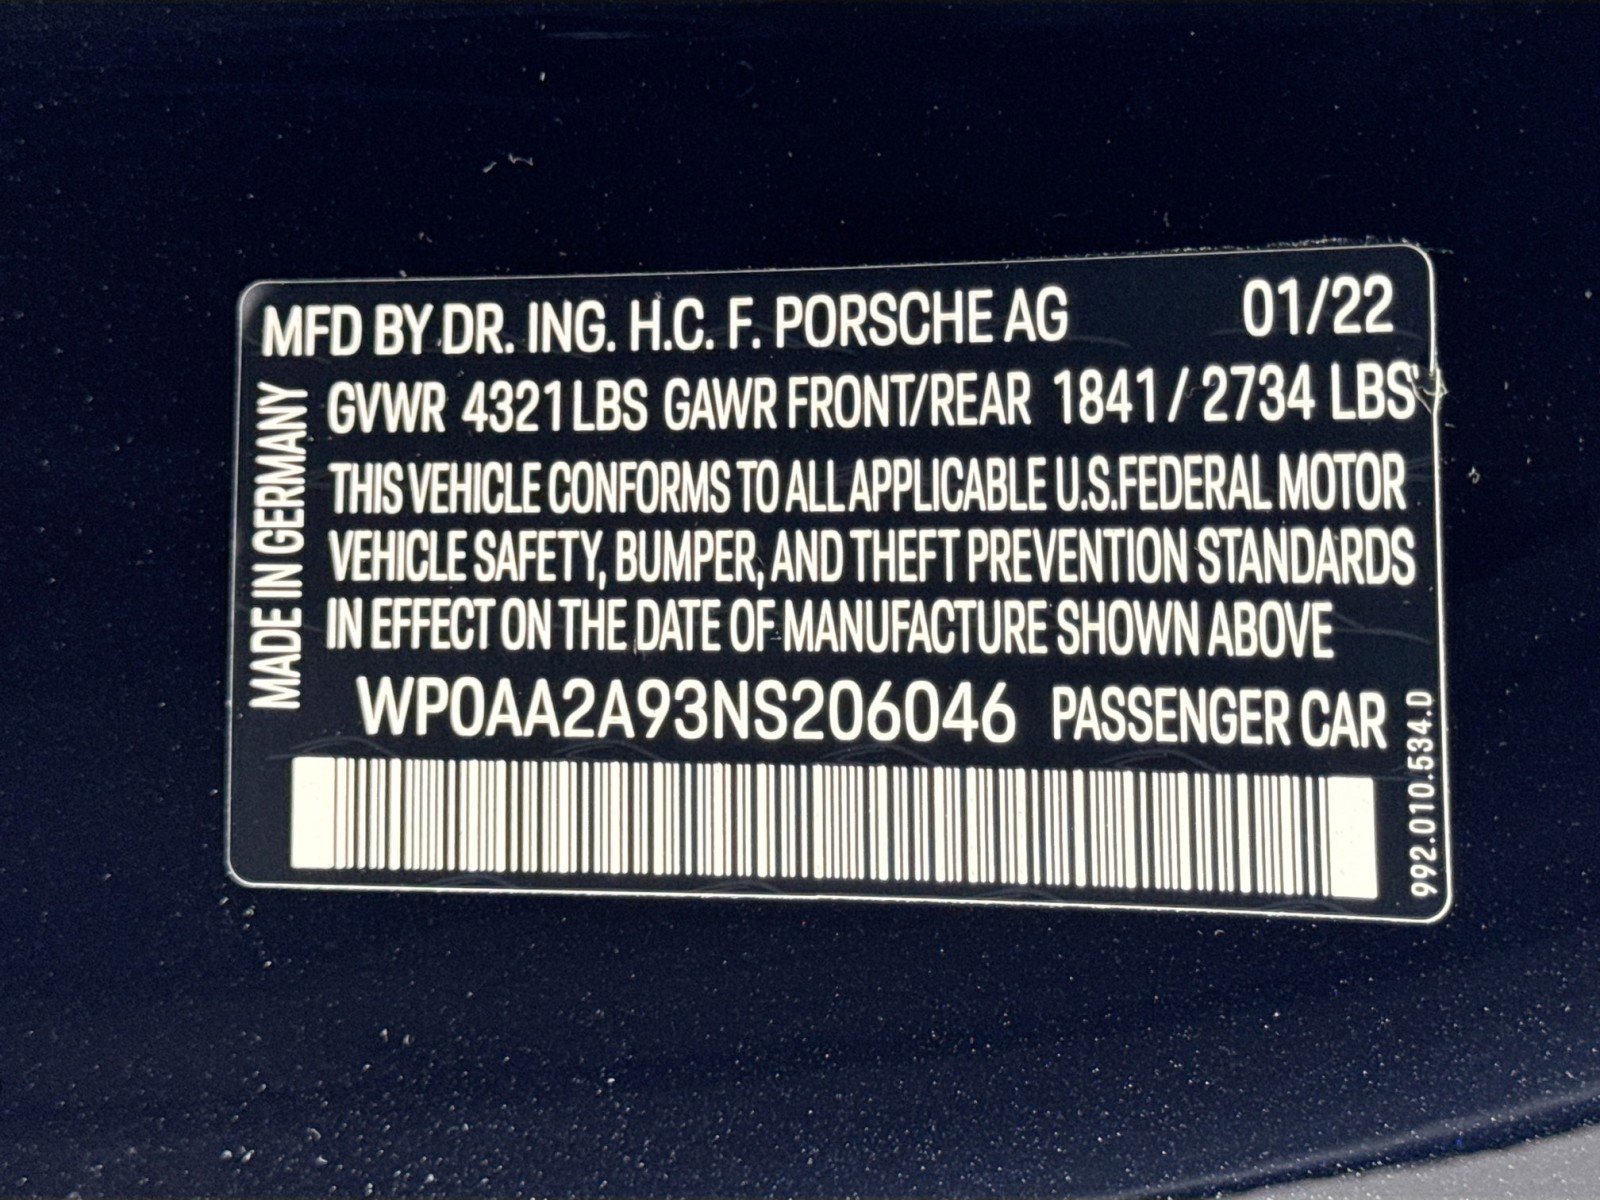 MFD BY DR. ING. H.C. F. PORSCHE AG 01/22
GVWR 4321 LBS GAWR FRONT/REAR 1841 / 2734 LBS
THIS VEHICLE CONFORMS TO ALL APPLICABLE U.S.FEDERAL MOTOR
VEHICLE SAFETY, BUMPER, AND THEFT PREVENTION STANDARDS
IN EFFECT ON THE DATE OF MANUFACTURE SHOWN ABOVE
WP0AA2A93NS206046 PASSENGER CAR
MADE IN GERMANY
992.010.534.D